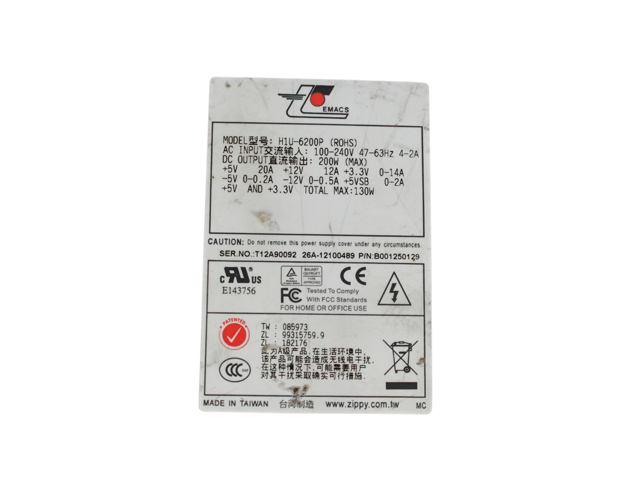 EMACS
MODEL型号: H1U-6200P (ROHS)
AC INPUT交流输入: 100-240V 47-63Hz 4-2A
DC OUTPUT直流输出: 200W (MAX)
+5V 20A +12V 12A +3.3V 0-14A
-5V 0-0.2A -12V 0-0.5A +5VSB 0-2A
+5V AND +3.3V TOTAL MAX:130W
CAUTION: Do not remove this power supply cover under any circumstances.
SER.NO.:T12A90092 26A-12100489 P/N:B001250129
c RU US
E143756
CE
FC Tested To Comply
With FCC Standards
FOR HOME OR OFFICE USE
PATENTED
TW : 085973
ZL : 99315759.9
ZL : 182176
此为A级产品,在生活环境中,
该产品可能会造成无线电干扰,
在这种情况下,可能需要用户
对其干扰采取确实可行措施.
CCC
MADE IN TAIWAN 台湾制造 www.zippy.com.tw MC